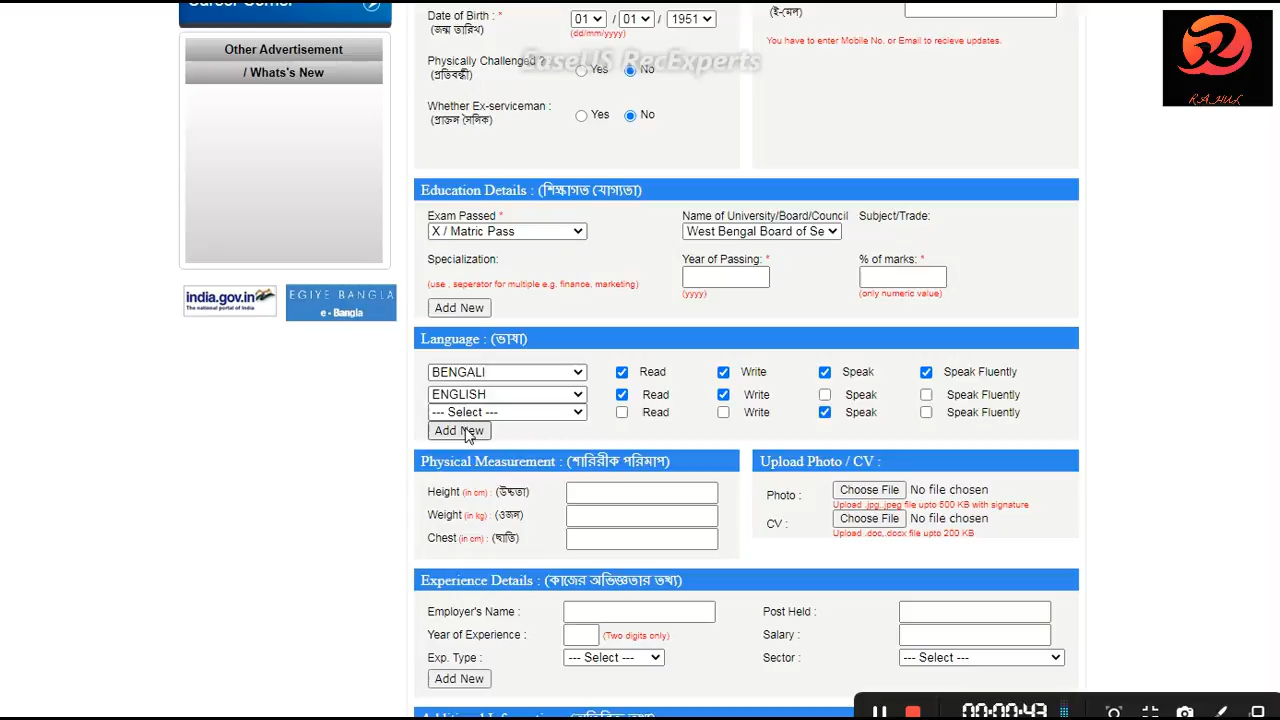 Career Corner
Other Advertisement
/ What's New
india.gov.in
The national portal of India
EGIYE BANGLA
e - Bangla
Date of Birth : *
(জন্ম তারিখ)
01 / 01 / 1951
(dd/mm/yyyy)
Physically Challenged ? :
(প্রতিবন্ধী)
Yes No
Whether Ex-serviceman :
(প্রাক্তন সৈনিক)
Yes No
(ই-মেল)
You have to enter Mobile No. or Email to recieve updates.
EaseUS RecExperts
RAHUL
Education Details : (শিক্ষাগত যোগ্যতা)
Exam Passed * Name of University/Board/Council Subject/Trade:
X / Matric Pass West Bengal Board of Se
Specialization: Year of Passing: * % of marks: *
(use , seperator for multiple e.g. finance, marketing) (yyyy) (only numeric value)
Add New
Language : (ভাষা)
BENGALI Read Write Speak Speak Fluently
ENGLISH Read Write Speak Speak Fluently
--- Select --- Read Write Speak Speak Fluently
Add New
Physical Measurement : (শারিরীক পরিমাপ)
Height (in cm) : (উচ্চতা)
Weight (in kg) : (ওজন)
Chest (in cm) : (ছাতি)
Upload Photo / CV :
Photo : Choose File No file chosen
Upload .jpg,.jpeg file upto 500 KB with signature
CV : Choose File No file chosen
Upload .doc,.docx file upto 200 KB
Experience Details : (কাজের অভিজ্ঞতার তথ্য)
Employer's Name : Post Held :
Year of Experience : (Two digits only) Salary :
Exp. Type : --- Select --- Sector : --- Select ---
Add New
00:00:43